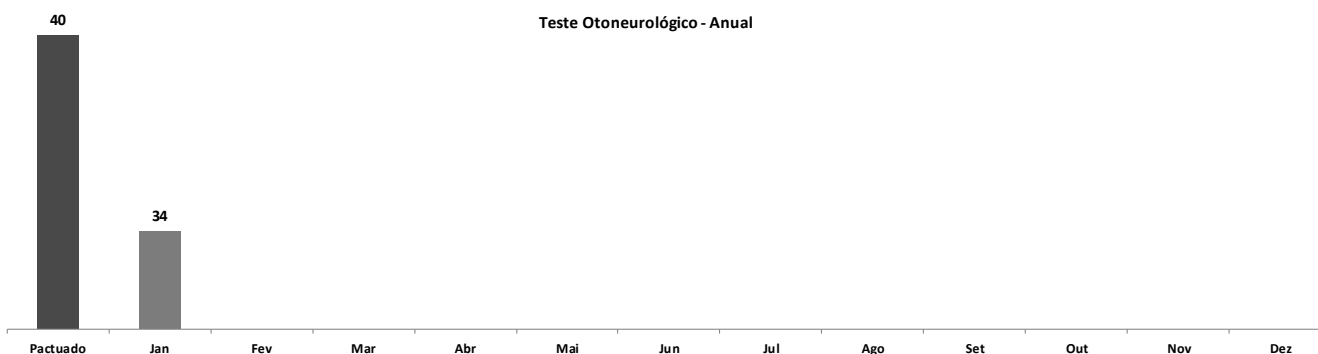 Teste Otoneurológico - Anual
40
34
Pactuado Jan Fev Mar Abr Mai Jun Jul Ago Set Out Nov Dez